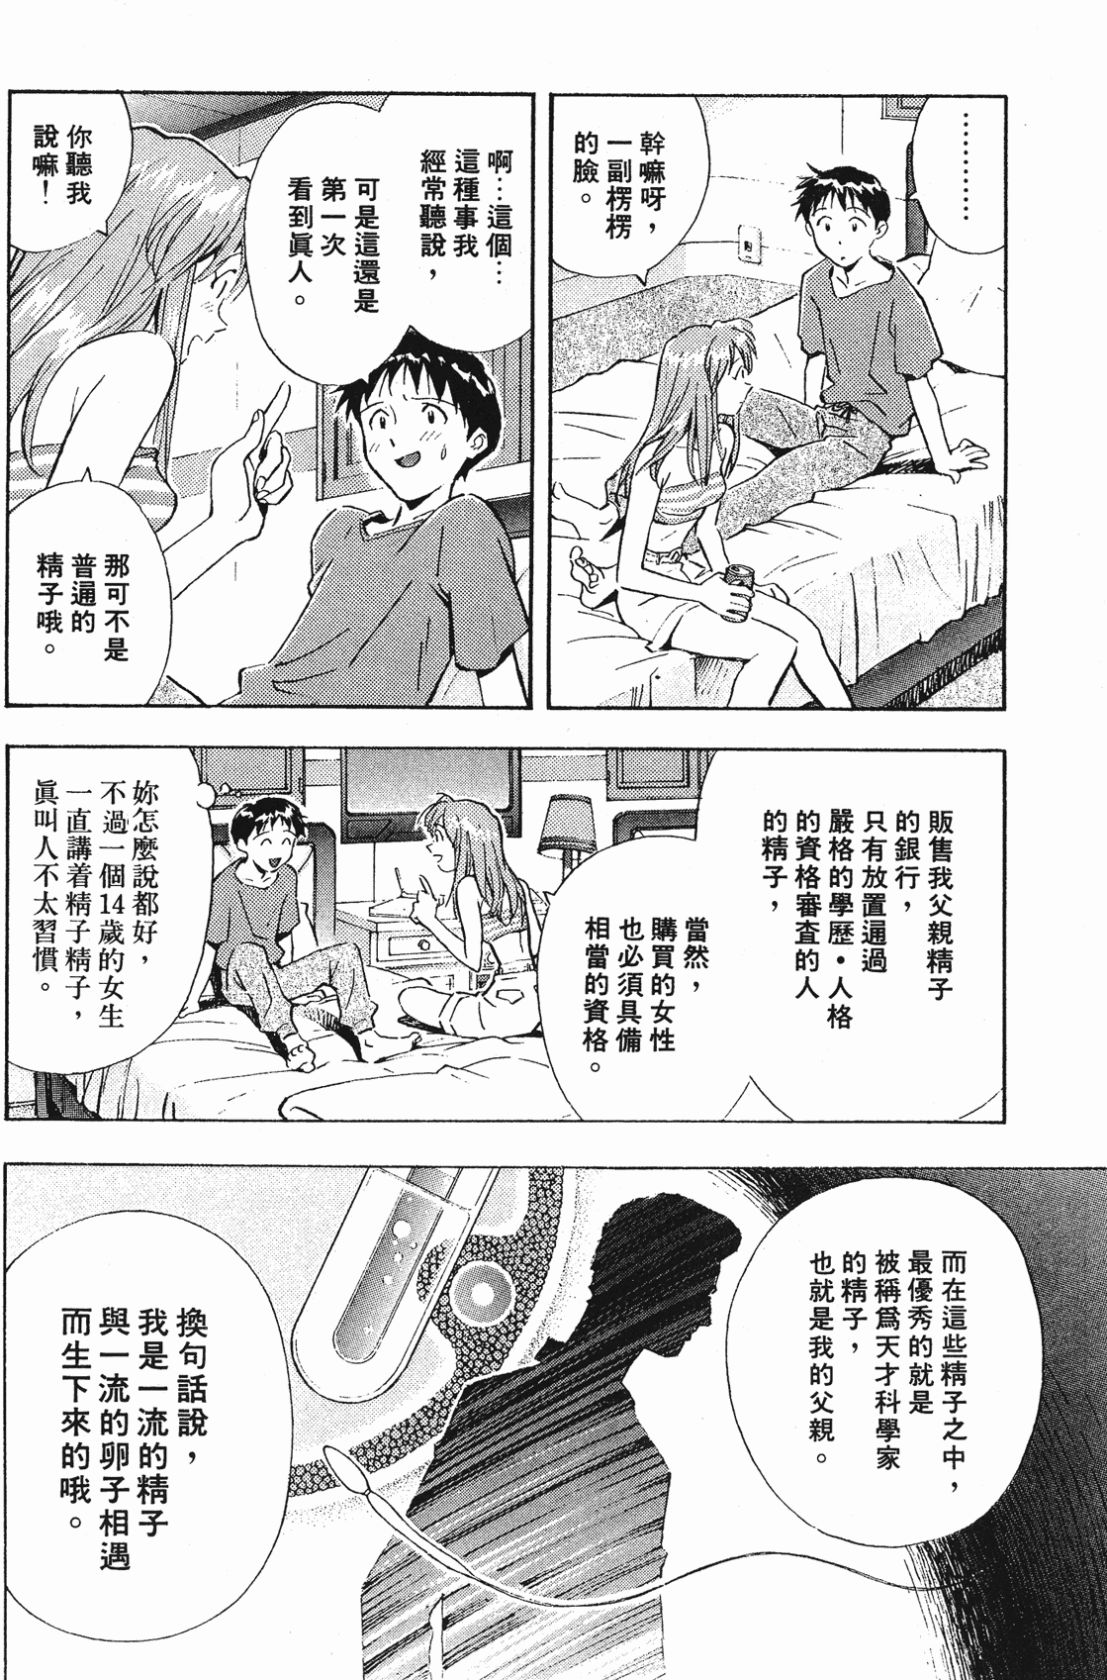 …………
幹嘛呀，
一副楞楞
的臉。
啊…這個…
這種事我
經常聽說，
可是這還是
第一次
看到眞人。
你聽我
說嘛！
那可不是
普遍的
精子哦。
販售我父親精子
的銀行，
只有放置通過
嚴格的學歷·人格
的資格審查的人
的精子，
當然，
購買的女性
也必須具備
相當的資格。
妳怎麼說都好，
不過一個14歲的女生
一直講着精子精子，
眞叫人不太習慣。
而在這些精子之中，
最優秀的就是
被稱爲天才科學家
的精子，
也就是我的父親。
換句話說，
我是一流的精子
與一流的卵子相遇
而生下來的哦。